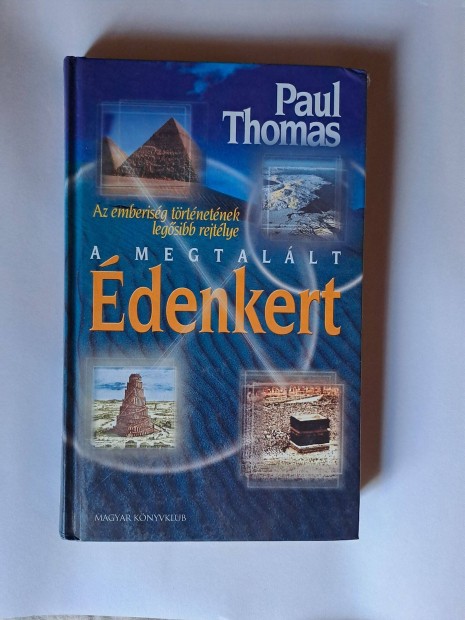 Paul
Thomas
Az emberiség történetének
legősibb rejtélye
A MEGTALÁLT
Édenkert
MAGYAR KÖNYVKLUB